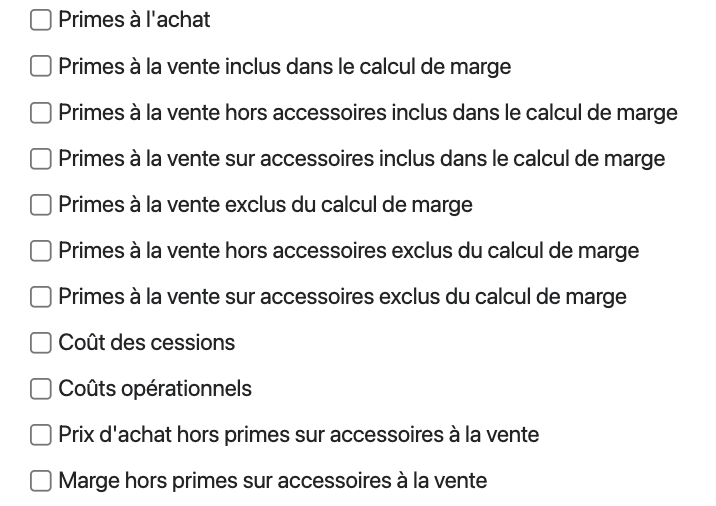 Primes à l'achat
Primes à la vente inclus dans le calcul de marge
Primes à la vente hors accessoires inclus dans le calcul de marge
Primes à la vente sur accessoires inclus dans le calcul de marge
Primes à la vente exclus du calcul de marge
Primes à la vente hors accessoires exclus du calcul de marge
Primes à la vente sur accessoires exclus du calcul de marge
Coût des cessions
Coûts opérationnels
Prix d'achat hors primes sur accessoires à la vente
Marge hors primes sur accessoires à la vente